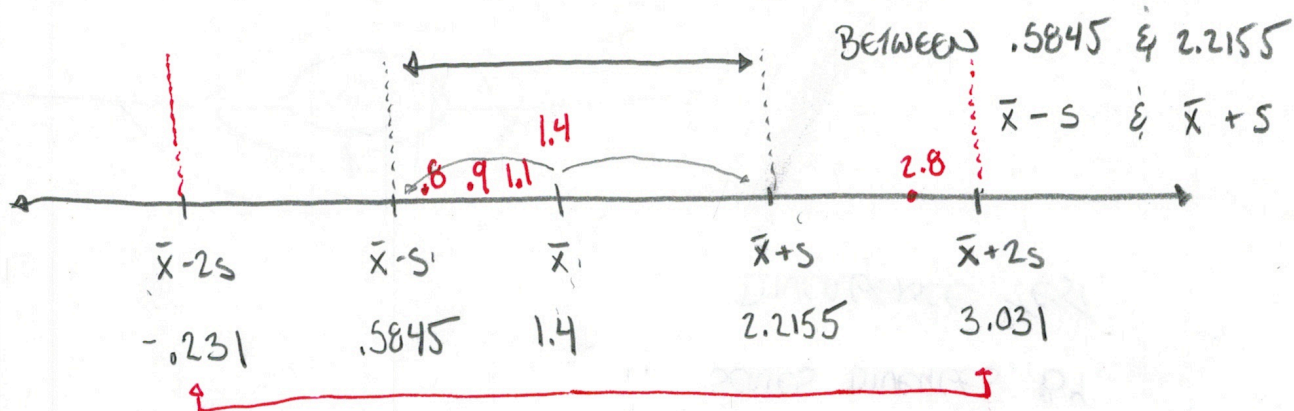 BETWEEN .5845 & 2.2155
x̄ - s & x̄ + s
1.4
.8 .9 1.1
2.8
x̄-2s x̄-s x̄ x̄+s x̄+2s
-.231 .5845 1.4 2.2155 3.031